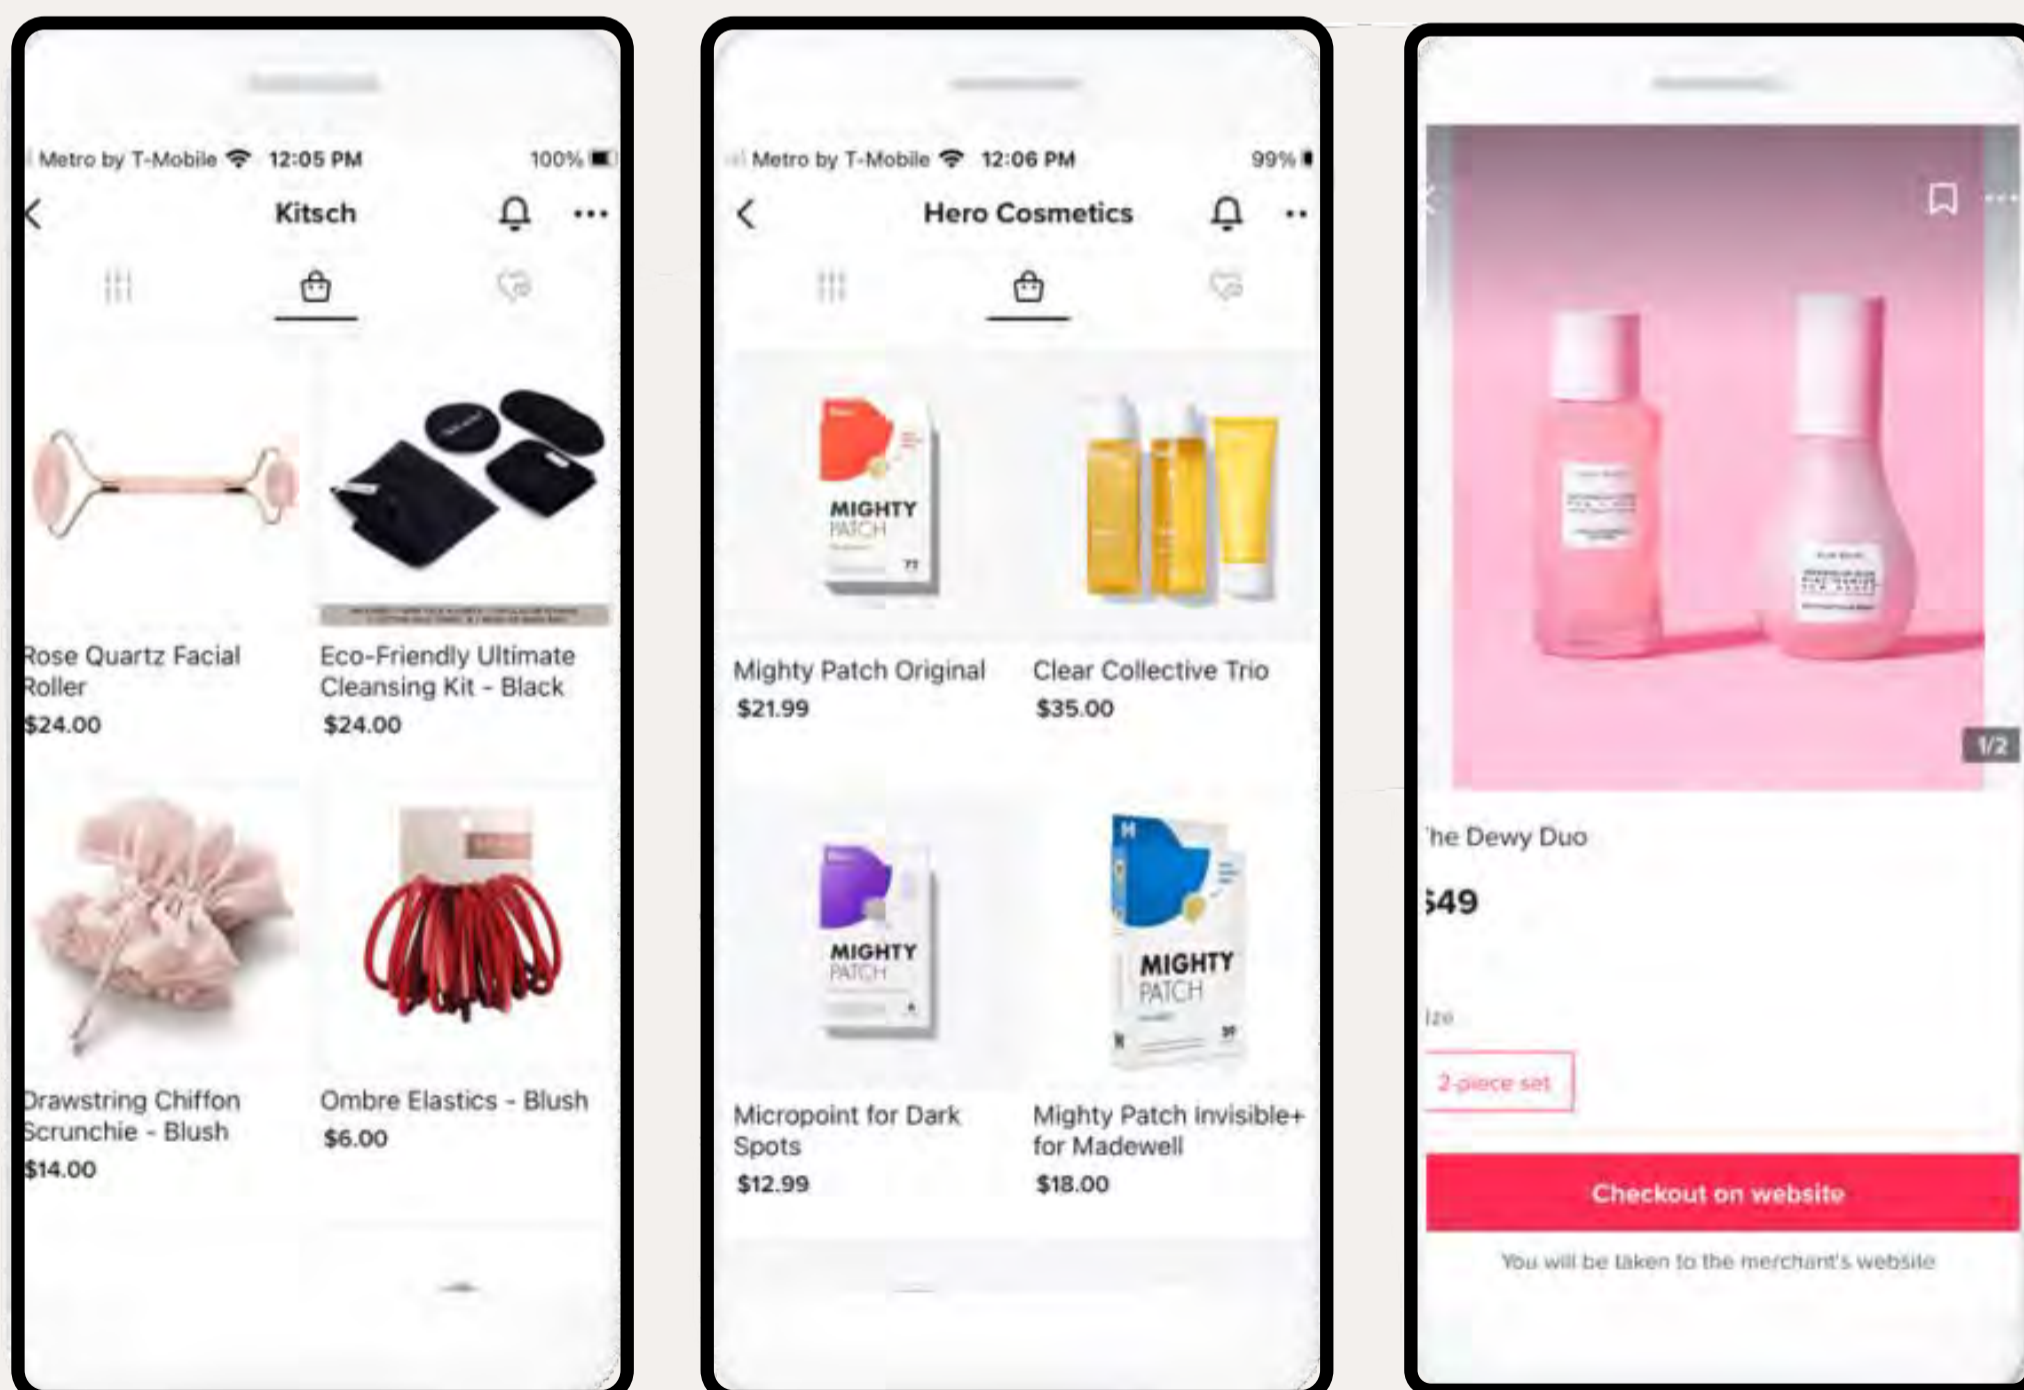 Metro by T-Mobile 12:05 PM 100%
Kitsch
Rose Quartz Facial
Roller
$24.00
Eco-Friendly Ultimate
Cleansing Kit - Black
$24.00
Drawstring Chiffon
Scrunchie - Blush
$14.00
Ombre Elastics - Blush
$6.00
Metro by T-Mobile 12:06 PM 99%
Hero Cosmetics
MIGHTY
PATCH
77
Mighty Patch Original
$21.99
Clear Collective Trio
$35.00
MIGHTY
PATCH
Micropoint for Dark
Spots
$12.99
H
MIGHTY
PATCH
39
Mighty Patch Invisible+
for Madewell
$18.00
1/2
he Dewy Duo
$49
ize
2-piece set
Checkout on website
You will be taken to the merchant's website